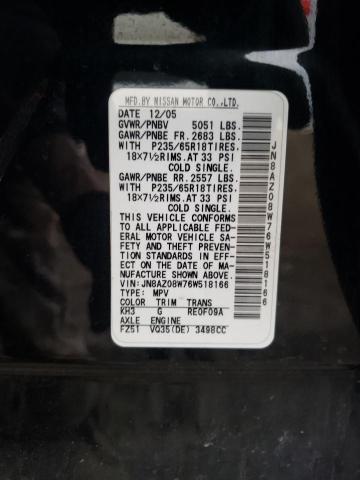 MFD.BY NISSAN MOTOR CO.,LTD.
DATE 12/05
GVWR/PNBV 5051 LBS.
GAWR/PNBE FR.2683 LBS.
WITH P235/65R18TIRES.
18X7½RIMS.AT 33 PSI
COLD SINGLE.
GAWR/PNBE RR.2557 LBS.
WITH P235/65R18TIRES.
18X7½RIMS.AT 33 PSI
COLD SINGLE.
THIS VEHICLE CONFORMS
TO ALL APPLICABLE FED-
ERAL MOTOR VEHICLE SA-
FETY AND THEFT PREVEN-
TION STANDARDS IN EFF-
ECT ON THE DATE OF MA-
NUFACTURE SHOWN ABOVE.
VIN:JN8AZ08W76W518166
TYPE: MPV
COLOR TRIM TRANS
KH3 G RE0F09A
AXLE ENGINE
FZ51 VQ35(DE) 3498CC
JN8AZ08W76W518166